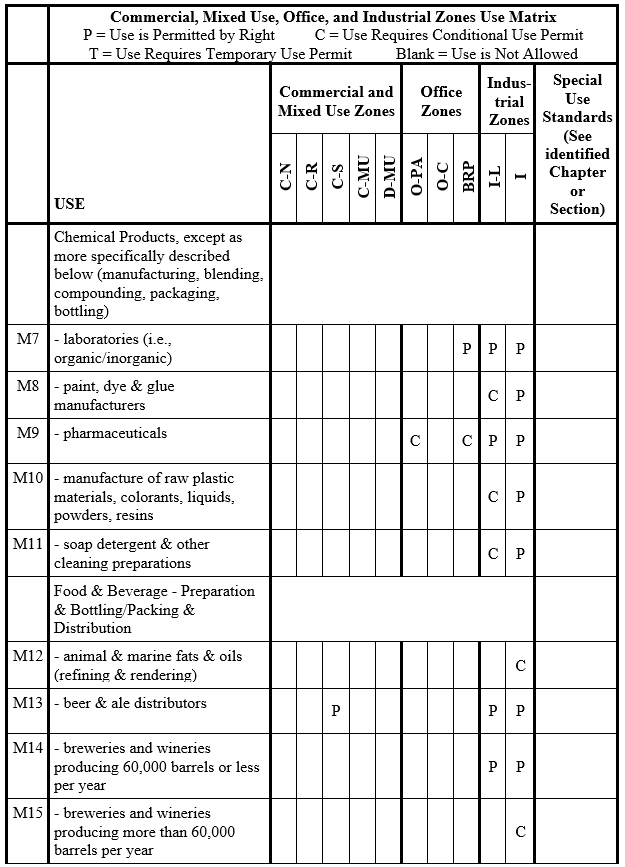 Commercial, Mixed Use, Office, and Industrial Zones Use Matrix
P = Use is Permitted by Right C = Use Requires Conditional Use Permit
T = Use Requires Temporary Use Permit Blank = Use is Not Allowed
USE
Commercial and
Mixed Use Zones
Office
Zones
Indus-
trial
Zones
Special
Use
Standards
(See
identified
Chapter
or
Section)
C-N
C-R
C-S
C-MU
D-MU
O-PA
O-C
BRP
I-L
I
Chemical Products, except as
more specifically described
below (manufacturing, blending,
compounding, packaging,
bottling)
M7 - laboratories (i.e.,
organic/inorganic)
P P P
M8 - paint, dye & glue
manufacturers
C P
M9 - pharmaceuticals
C C P P
M10 - manufacture of raw plastic
materials, colorants, liquids,
powders, resins
C P
M11 - soap detergent & other
cleaning preparations
C P
Food & Beverage - Preparation
& Bottling/Packing &
Distribution
M12 - animal & marine fats & oils
(refining & rendering)
C
M13 - beer & ale distributors
P P P
M14 - breweries and wineries
producing 60,000 barrels or less
per year
P P
M15 - breweries and wineries
producing more than 60,000
barrels per year
C